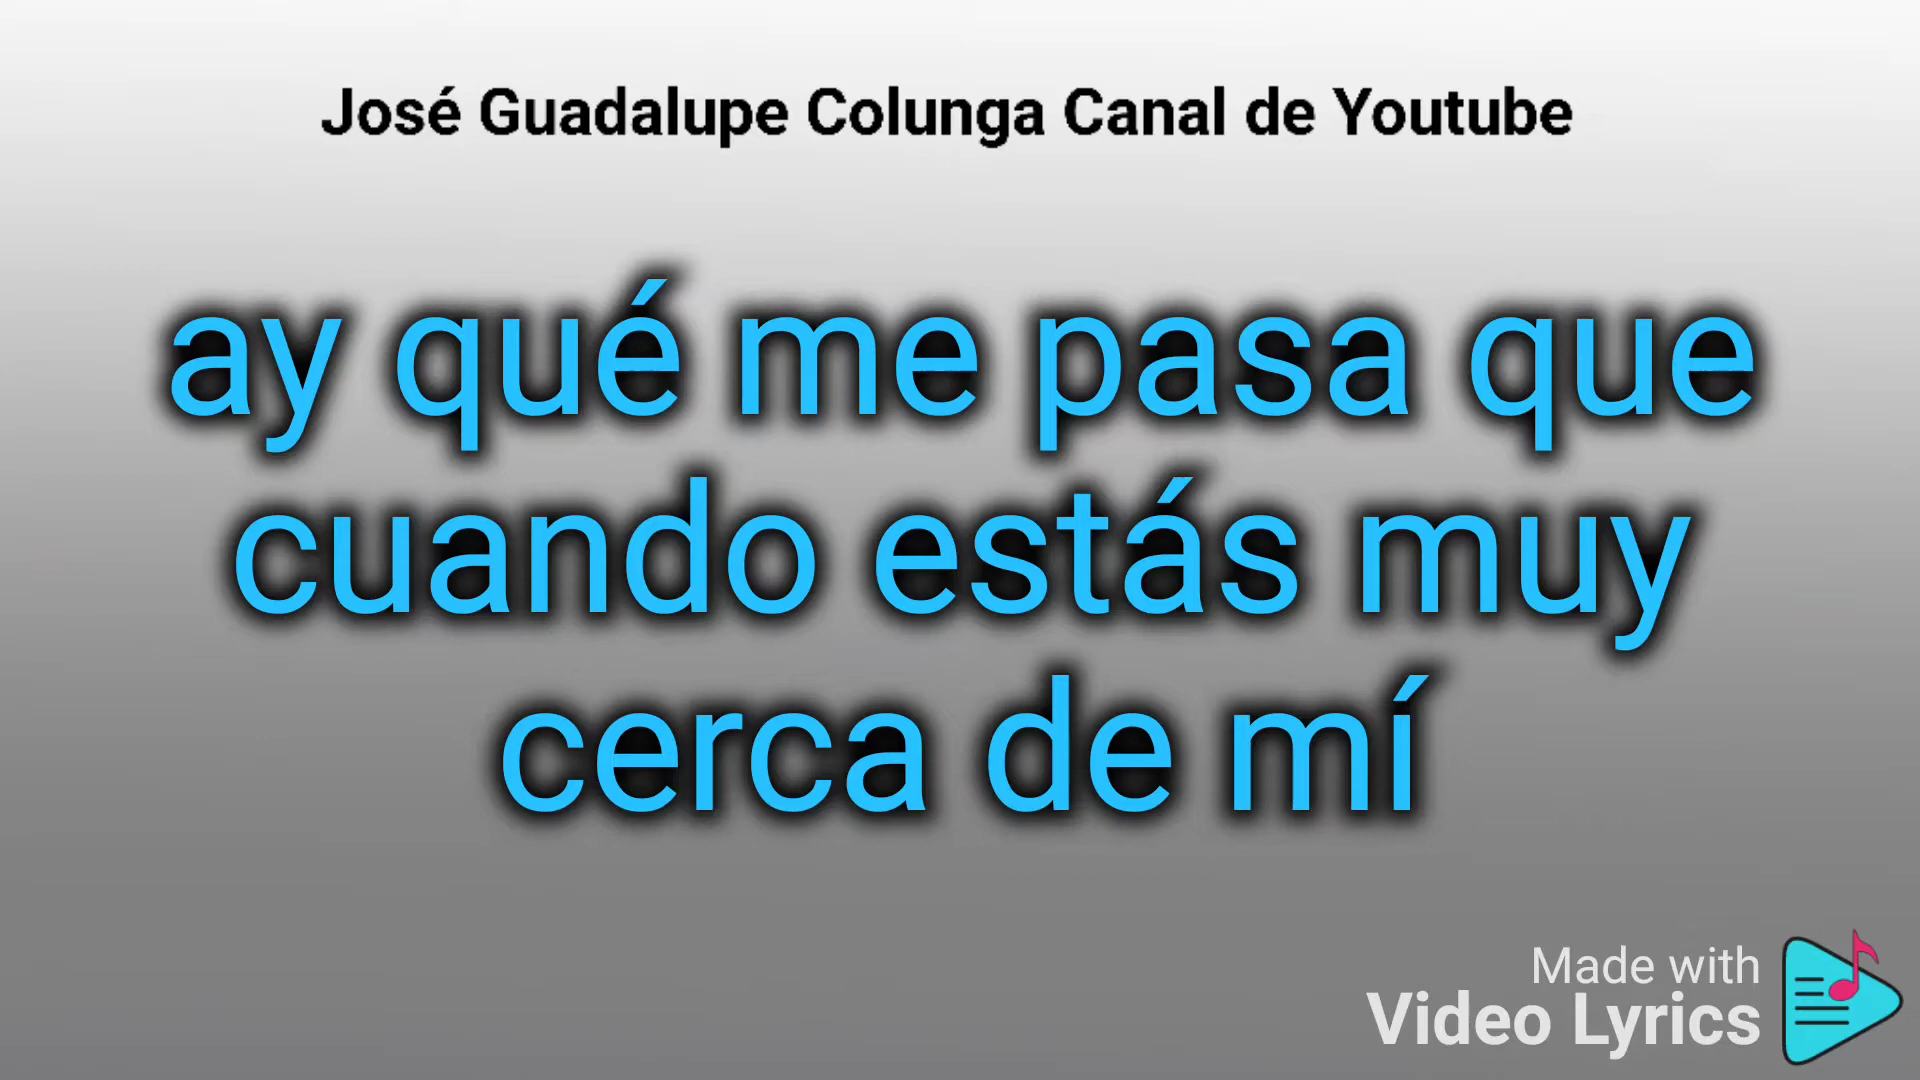 José Guadalupe Colunga Canal de Youtube
ay qué me pasa que
cuando estás muy
cerca de mí
Made with
Video Lyrics